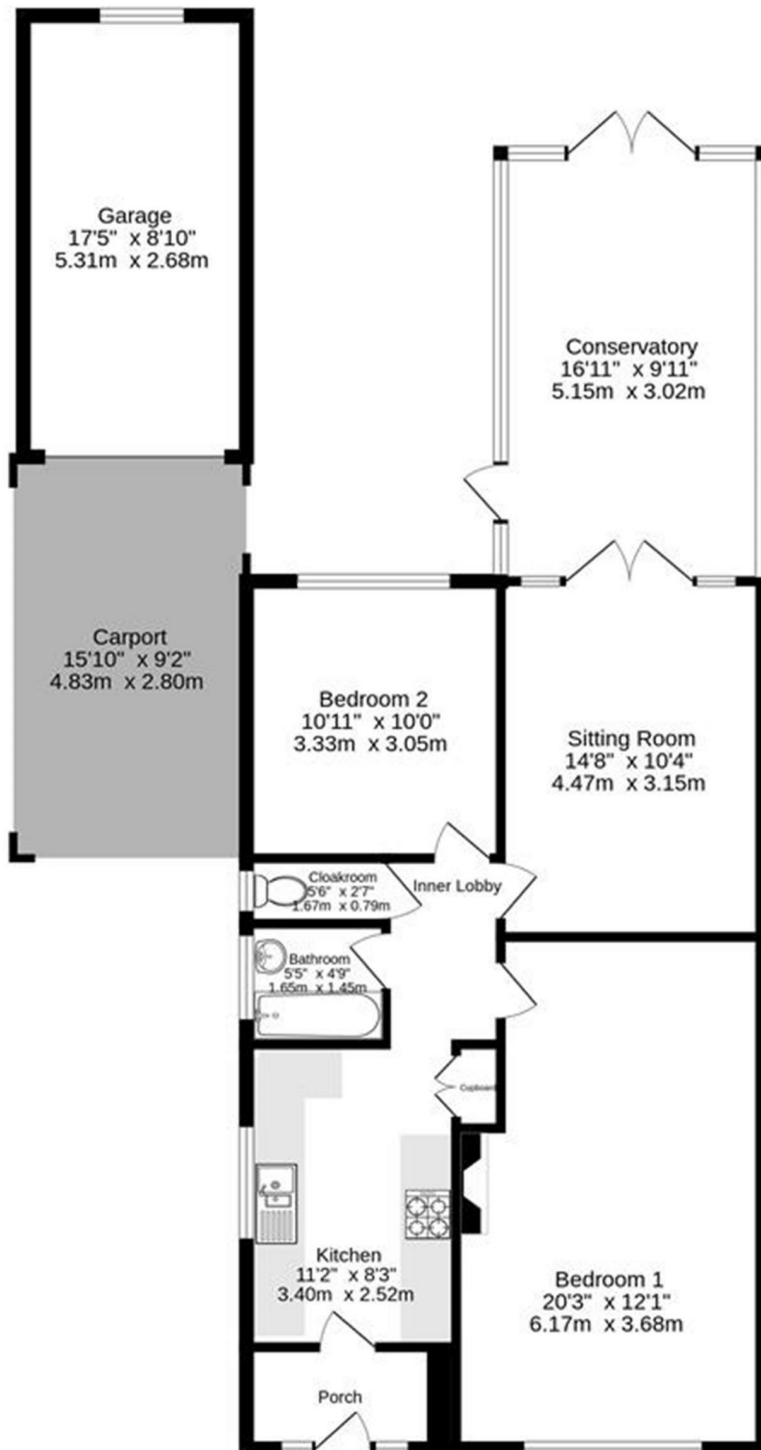 Garage
17'5" x 8'10"
5.31m x 2.68m
Conservatory
16'11" x 9'11"
5.15m x 3.02m
Carport
15'10" x 9'2"
4.83m x 2.80m
Bedroom 2
10'11" x 10'0"
3.33m x 3.05m
Sitting Room
14'8" x 10'4"
4.47m x 3.15m
Cloakroom
5'6" x 2'7"
1.67m x 0.79m
Inner Lobby
Bathroom
5'5" x 4'9"
1.65m x 1.45m
Cupboard
Kitchen
11'2" x 8'3"
3.40m x 2.52m
Bedroom 1
20'3" x 12'1"
6.17m x 3.68m
Porch